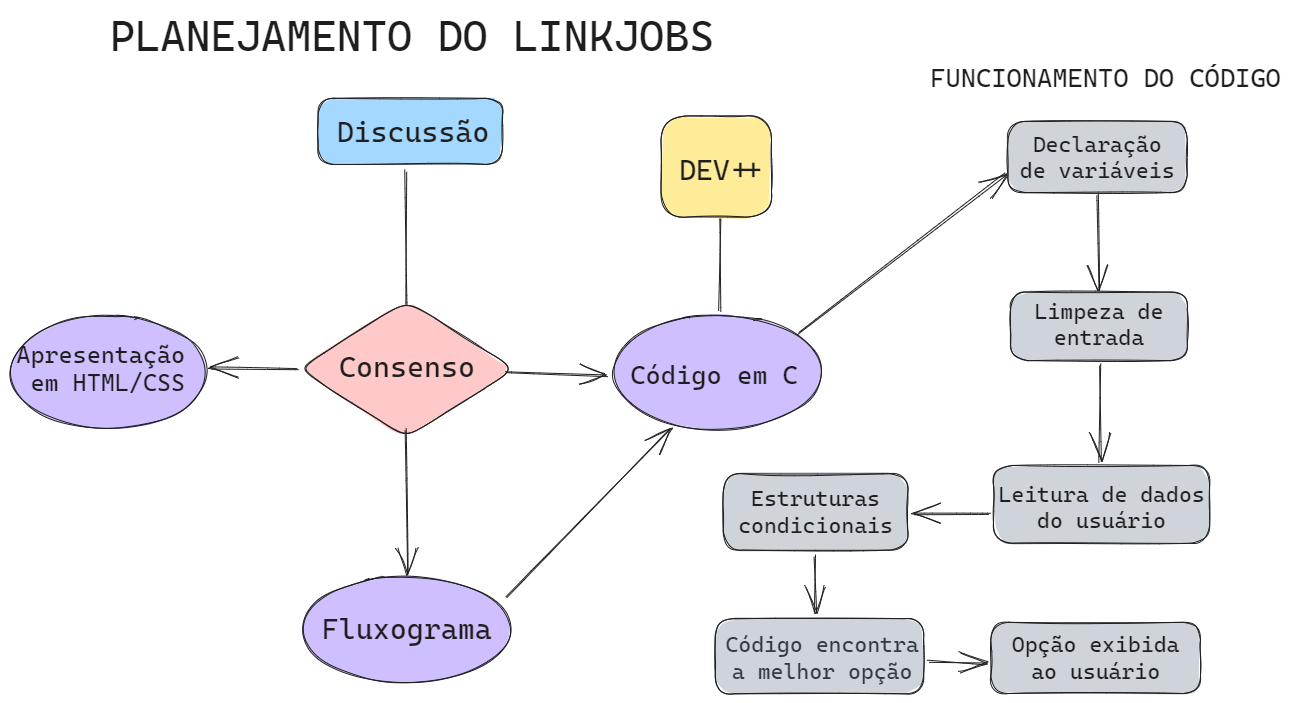 PLANEJAMENTO DO LINKJOBS
FUNCIONAMENTO DO CÓDIGO
Discussão
DEV++
Declaração
de variáveis
Limpeza de
entrada
Apresentação
em HTML/CSS
Consenso
Código em C
Estruturas
condicionais
Leitura de dados
do usuário
Fluxograma
Código encontra
a melhor opção
Opção exibida
ao usuário